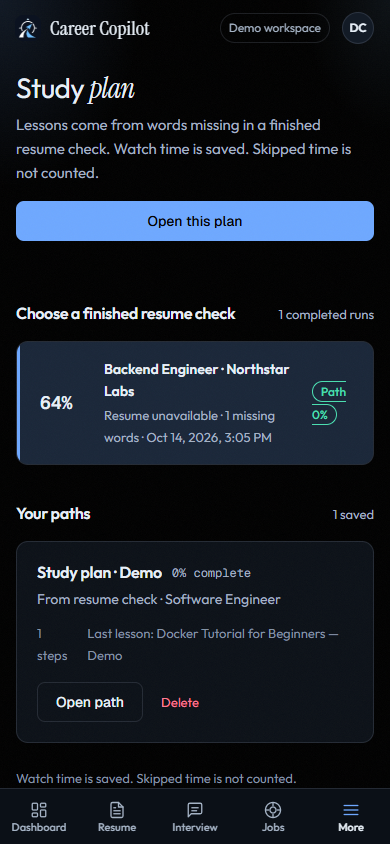 Career Copilot
Demo workspace
DC
Study plan
Lessons come from words missing in a finished
resume check. Watch time is saved. Skipped time is
not counted.
Open this plan
Choose a finished resume check
1 completed runs
64%
Backend Engineer · Northstar
Labs
Resume unavailable · 1 missing
words · Oct 14, 2026, 3:05 PM
Path
0%
Your paths
1 saved
Study plan · Demo 0% complete
From resume check · Software Engineer
1
steps
Last lesson: Docker Tutorial for Beginners —
Demo
Open path
Delete
Watch time is saved. Skipped time is not counted.
Dashboard
Resume
Interview
Jobs
More